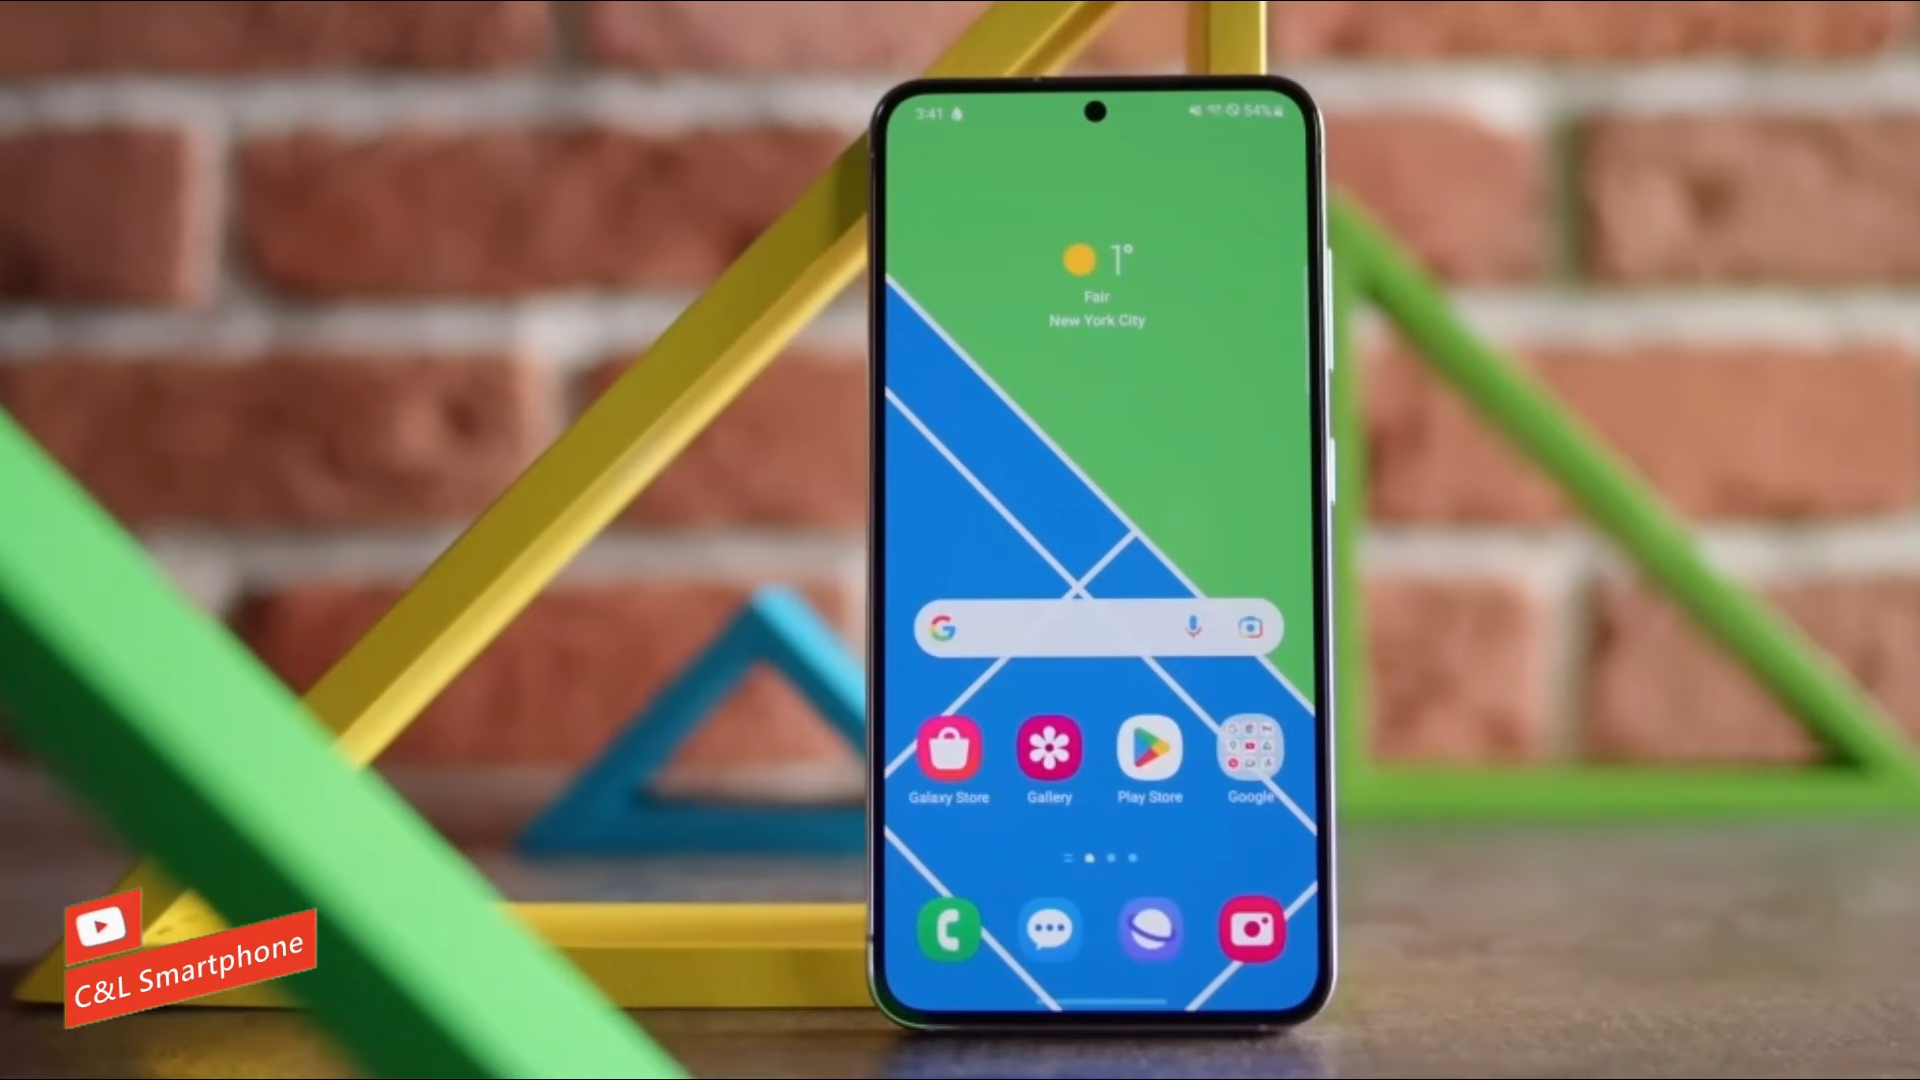 3:41
54%
1°
Fair
New York City
G
Galaxy Store
Gallery
Play Store
Google
C&L Smartphone